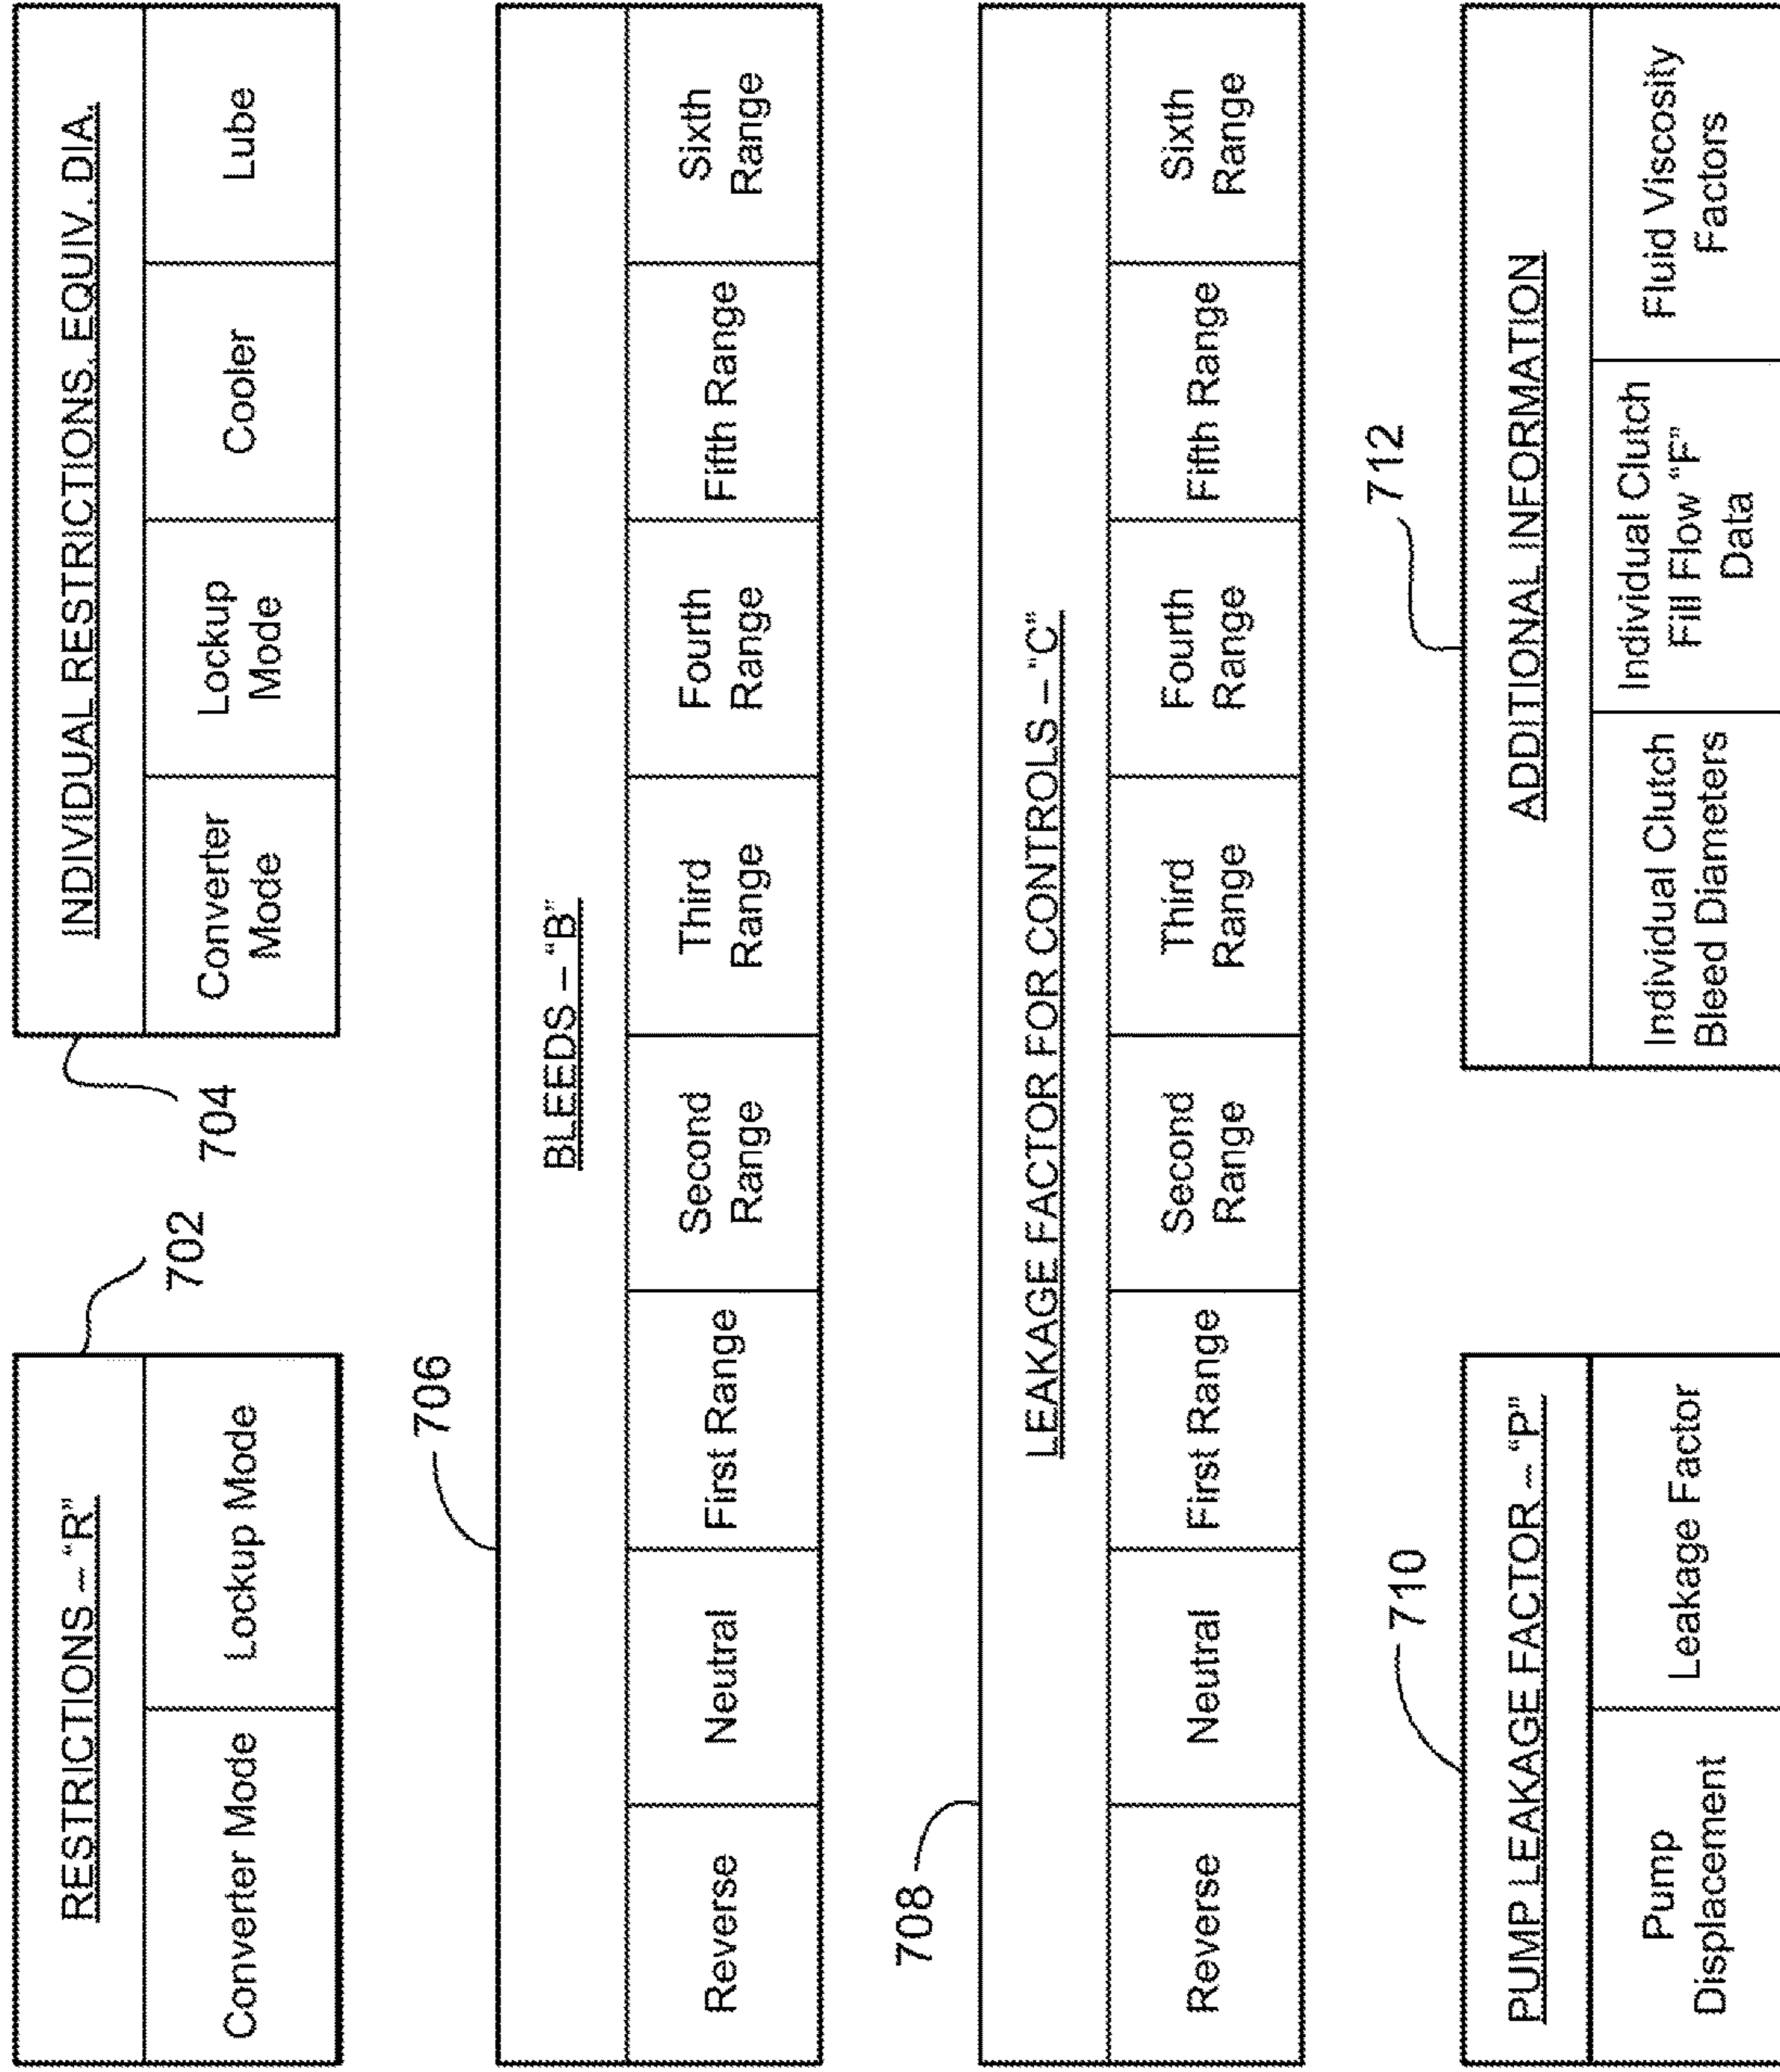 RESTRICTIONS – "R"
Converter Mode
Lockup Mode
702
INDIVIDUAL RESTRICTIONS. EQUIV. DIA.
Converter
Mode
Lockup
Mode
Cooler
Lube
704
706
BLEEDS – "B"
Reverse
Neutral
First Range
Second
Range
Third
Range
Fourth
Range
Fifth Range
Sixth
Range
708
LEAKAGE FACTOR FOR CONTROLS – "C"
Reverse
Neutral
First Range
Second
Range
Third
Range
Fourth
Range
Fifth Range
Sixth
Range
710
PUMP LEAKAGE FACTOR – "P"
Pump
Displacement
Leakage Factor
712
ADDITIONAL INFORMATION
Individual Clutch
Bleed Diameters
Individual Clutch
Fill Flow "F"
Data
Fluid Viscosity
Factors